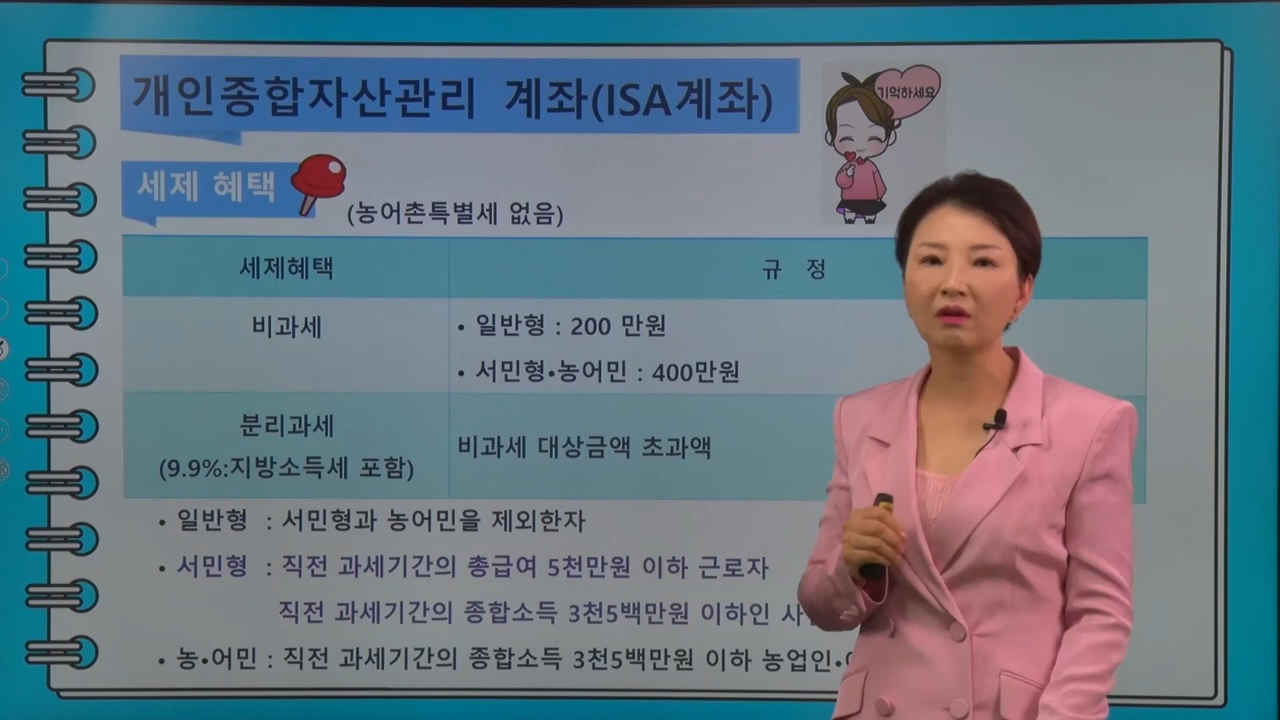 개인종합자산관리 계좌(ISA계좌)
기억하세요
세제 혜택
(농어촌특별세 없음)
세제혜택
규 정
비과세
• 일반형 : 200 만원
• 서민형•농어민 : 400만원
분리과세
(9.9%:지방소득세 포함)
비과세 대상금액 초과액
• 일반형 : 서민형과 농어민을 제외한자
• 서민형 : 직전 과세기간의 총급여 5천만원 이하 근로자
직전 과세기간의 종합소득 3천5백만원 이하인
• 농•어민 : 직전 과세기간의 종합소득 3천5백만원 이하 농업인•